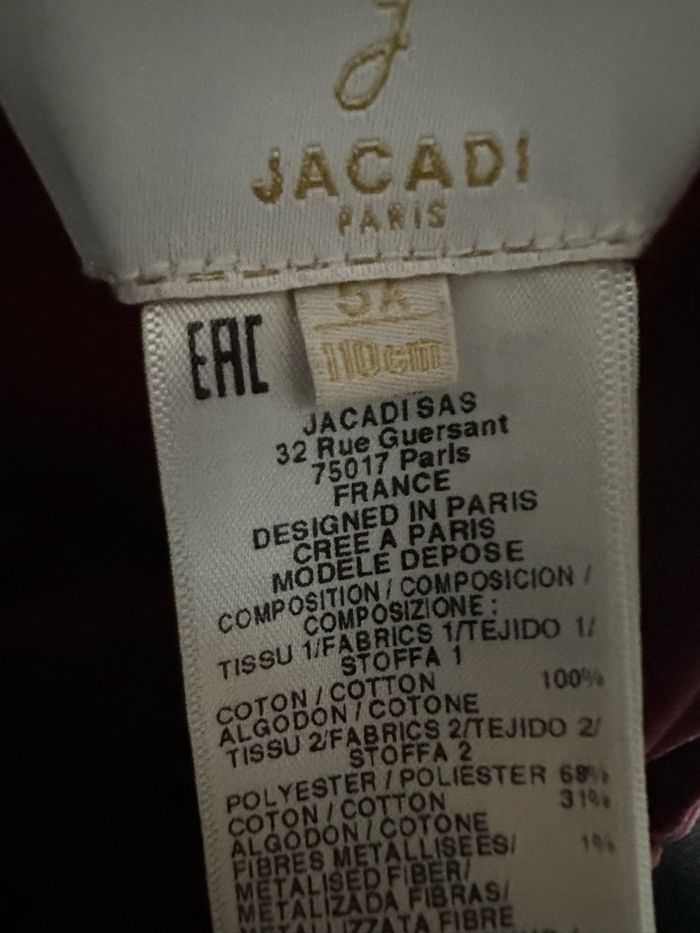 J
JACADI
PARIS
5A
110cm
EAC
JACADI SAS
32 Rue Guersant
75017 Paris
FRANCE
DESIGNED IN PARIS
CREE A PARIS
MODELE DEPOSE
COMPOSITION / COMPOSICION /
COMPOSIZIONE :
TISSU 1/FABRICS 1/TEJIDO 1/
STOFFA 1
COTON / COTTON 100%
ALGODON / COTONE
TISSU 2/FABRICS 2/TEJIDO 2/
STOFFA 2
POLYESTER / POLIESTER 68%
COTON / COTTON 31%
ALGODON / COTONE
FIBRES METALLISEES/ 1%
METALISED FIBER/
METALIZADA FIBRAS/
METALLIZZATA FIBRE